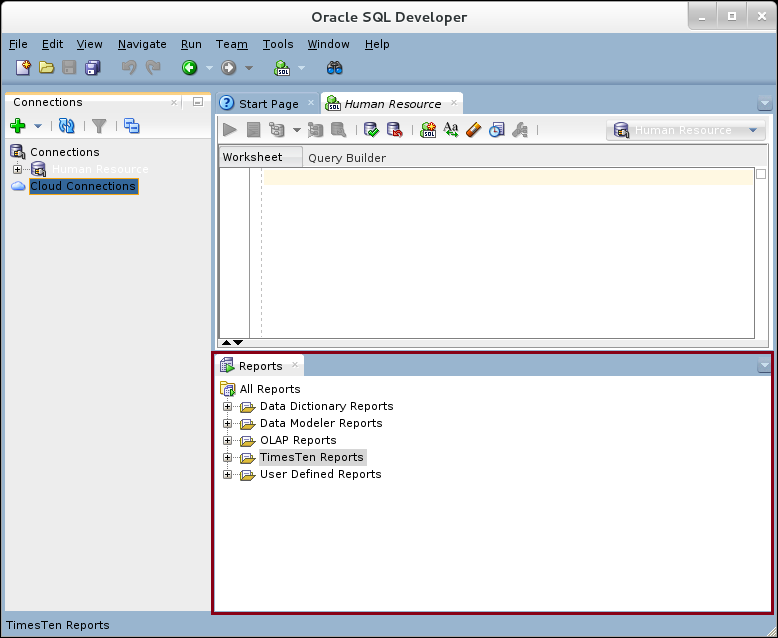 Oracle SQL Developer
File Edit View Navigate Run Team Tools Window Help
Connections
Start Page
Human Resource
Human Resource
Worksheet
Query Builder
Connections
Human Resource
Cloud Connections
Reports
All Reports
Data Dictionary Reports
Data Modeler Reports
OLAP Reports
TimesTen Reports
User Defined Reports
TimesTen Reports